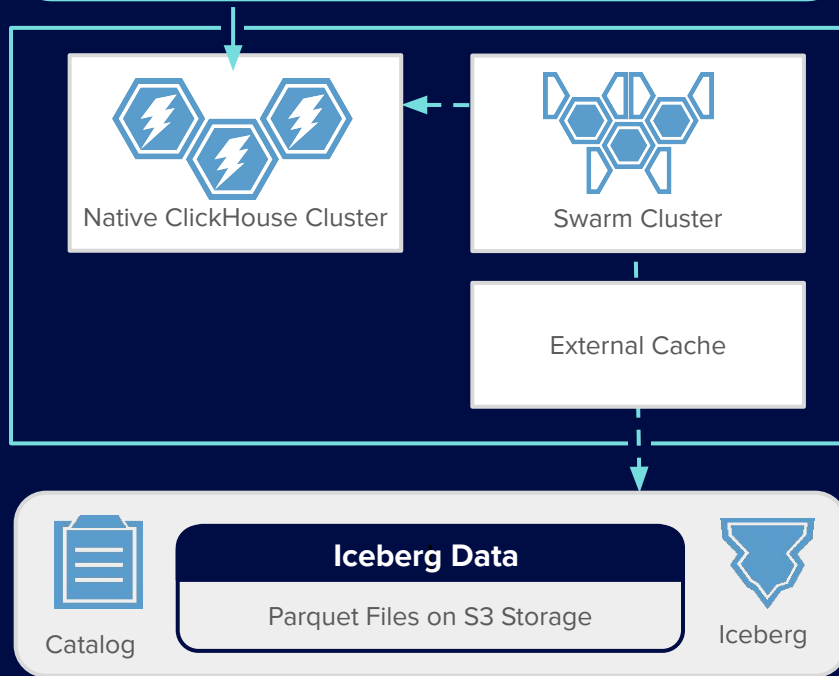 Native ClickHouse Cluster
Swarm Cluster
External Cache
Catalog
Iceberg Data
Parquet Files on S3 Storage
Iceberg